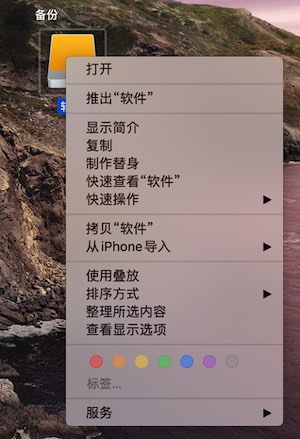 备份
打开
推出“软件”
显示简介
复制
制作替身
快速查看“软件”
快速操作
拷贝“软件”
从iPhone导入
使用叠放
排序方式
整理所选内容
查看显示选项
标签...
服务